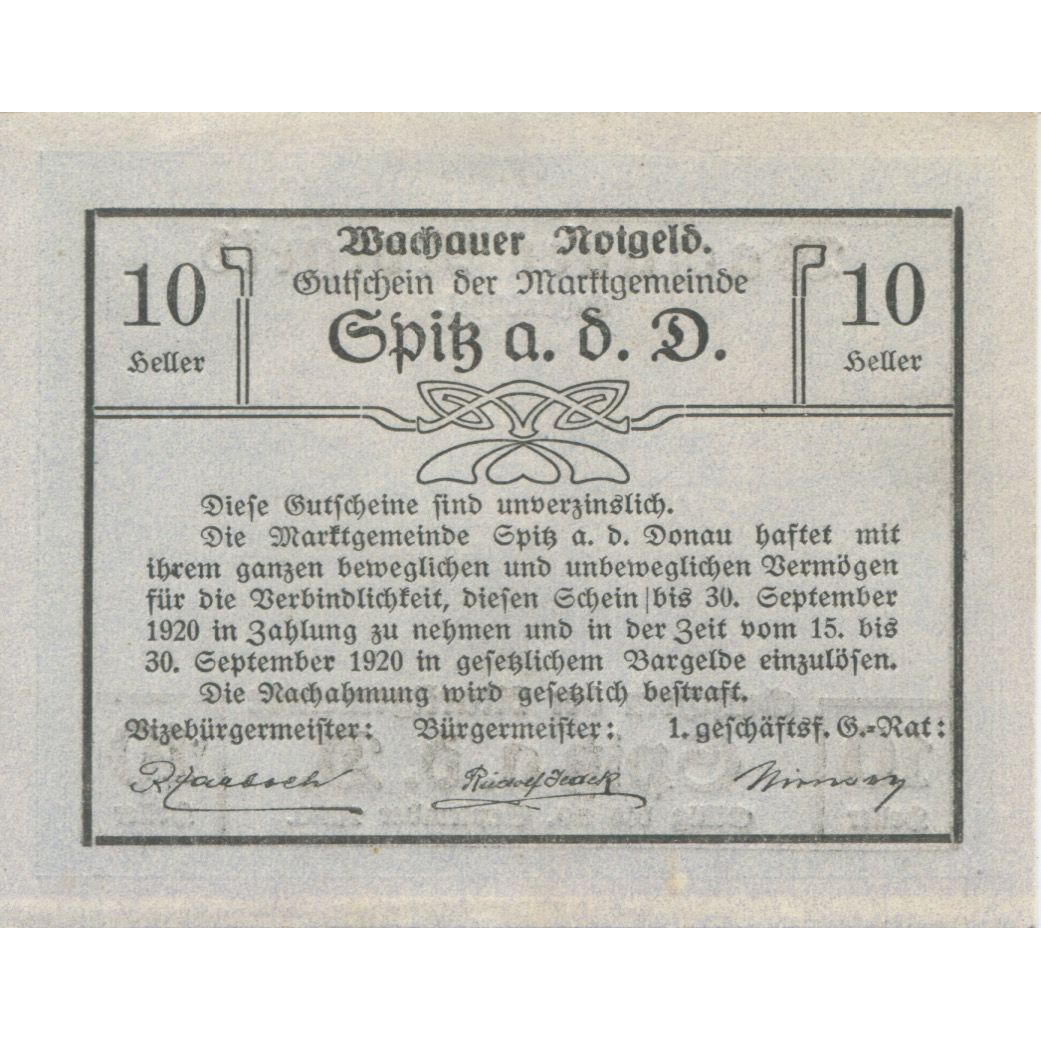 Wachauer Notgeld.
10 Heller
Gutschein der Marktgemeinde
Spitz a. d. D.
10 Heller
Diese Gutscheine sind unverzinslich.
Die Marktgemeinde Spitz a. d. Donau haftet mit
ihrem ganzen beweglichen und unbeweglichen Vermögen
für die Verbindlichkeit, diesen Schein bis 30. September
1920 in Zahlung zu nehmen und in der Zeit vom 15. bis
30. September 1920 in gesetzlichem Bargelde einzulösen.
Die Nachahmung wird gesetzlich bestraft.
Vizebürgermeister: Bürgermeister: 1. geschäftsf. G.-Rat:
Rudolf